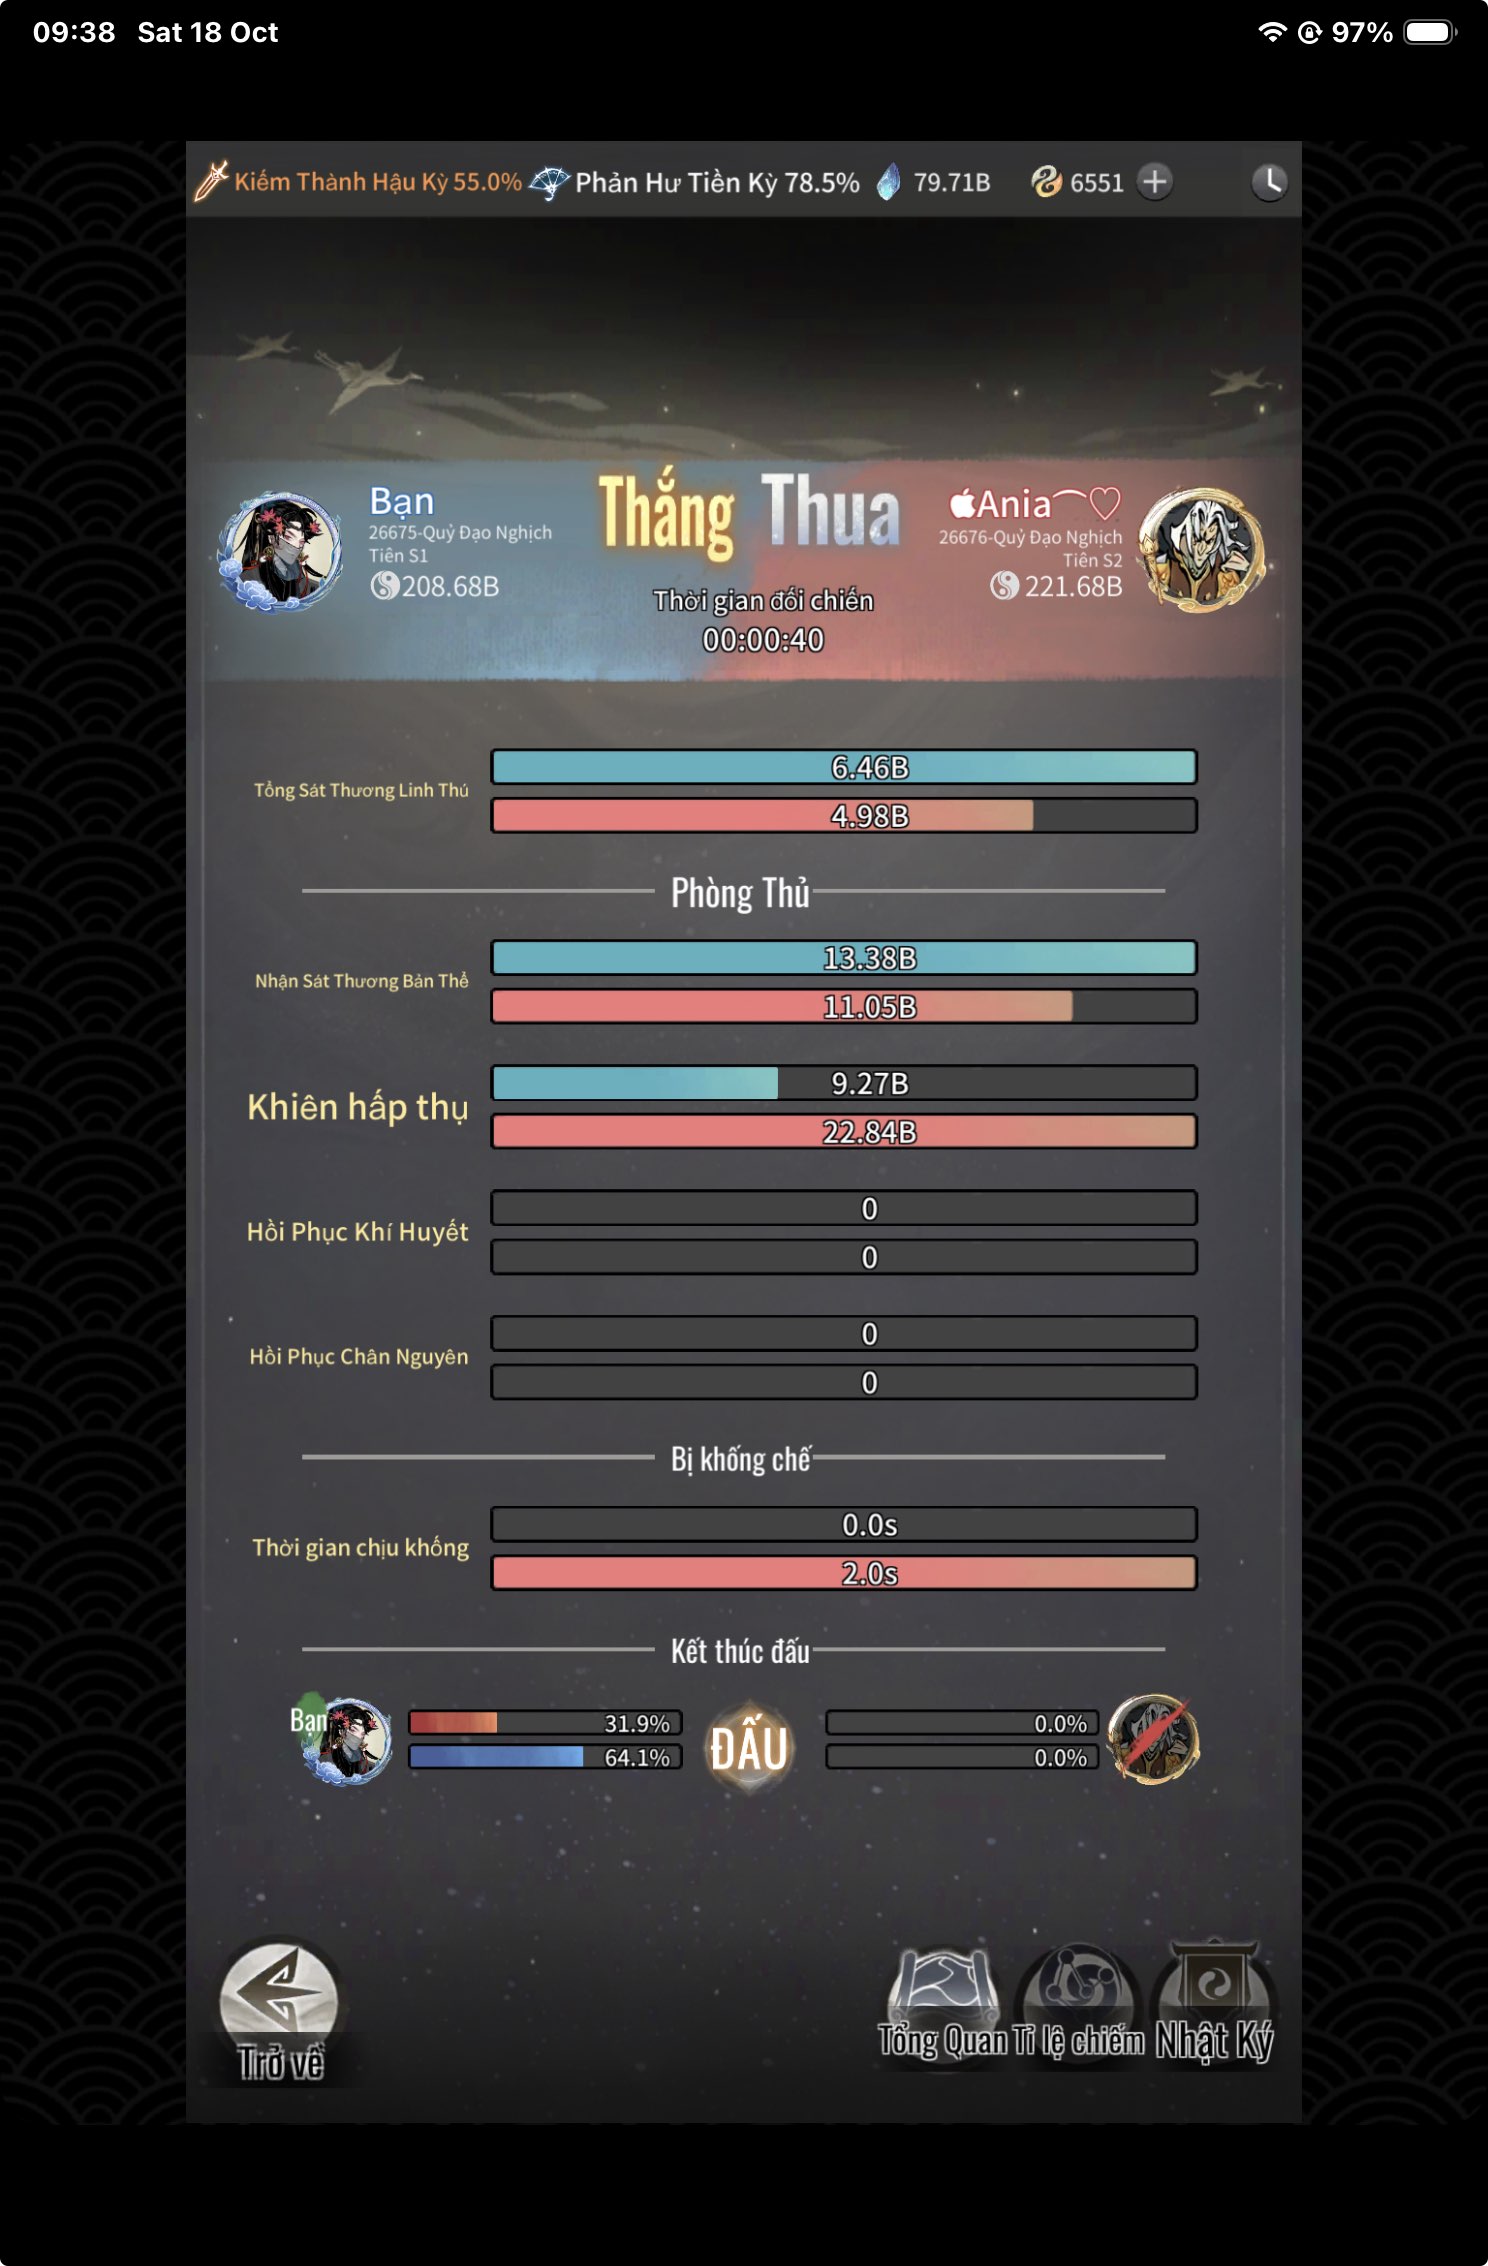 09:38 Sat 18 Oct 97%
Kiếm Thành Hậu Kỳ 55.0% Phản Hư Tiền Kỳ 78.5% 79.71B 6551
Bạn
26675-Quỷ Đạo Nghịch
Tiên S1
208.68B
Thắng Thua
Thời gian đối chiến
00:00:40
Ania⁀♡
26676-Quỷ Đạo Nghịch
Tiên S2
221.68B
Tổng Sát Thương Linh Thú
6.46B
4.98B
Phòng Thủ
Nhận Sát Thương Bản Thể
13.38B
11.05B
Khiên hấp thụ
9.27B
22.84B
Hồi Phục Khí Huyết
0
0
Hồi Phục Chân Nguyên
0
0
Bị khống chế
Thời gian chịu khống
0.0s
2.0s
Kết thúc đấu
Bạn
31.9%
64.1%
ĐẤU
0.0%
0.0%
Trở về
Tổng Quan
Tỉ lệ chiếm
Nhật Ký